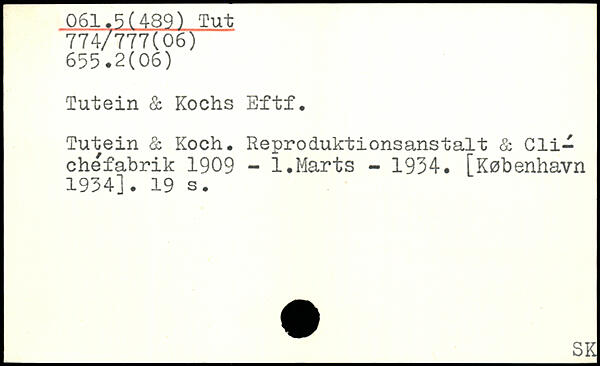 061.5(489) Tut
774/777(06)
655.2(06)
Tutein & Kochs Eftf.
Tutein & Koch. Reproduktionsanstalt & Cli-
chéfabrik 1909 - 1.Marts - 1934. [København
1934]. 19 s.
SK